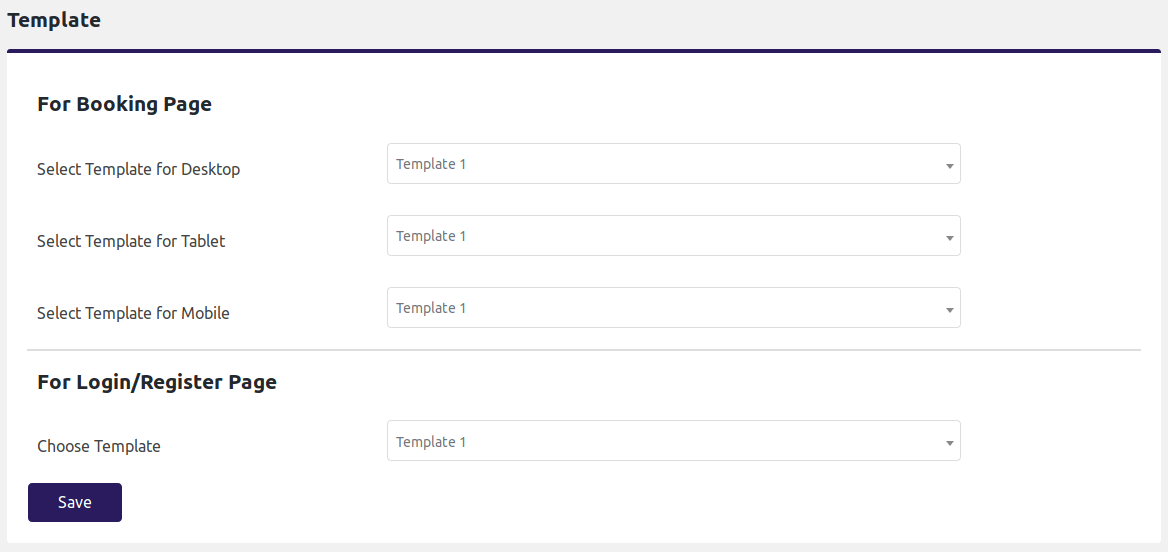 Template
For Booking Page
Select Template for Desktop
Template 1
Select Template for Tablet
Template 1
Select Template for Mobile
Template 1
For Login/Register Page
Choose Template
Template 1
Save